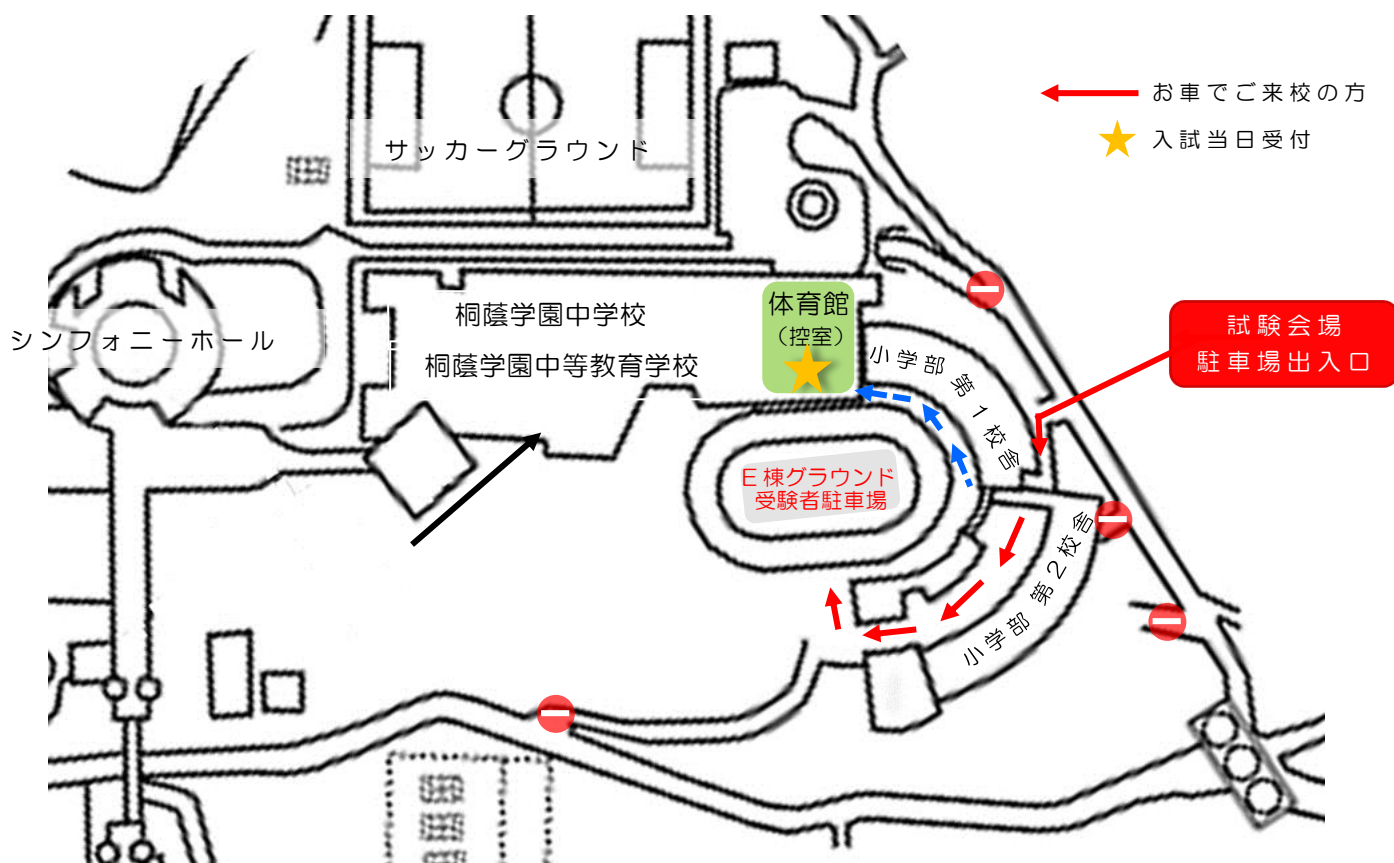 お車でご来校の方
入試当日受付
サッカーグラウンド
体育館
（控室）
桐蔭学園中学校
桐蔭学園中等教育学校
シンフォニーホール
小学部 第１校舎
試験会場
駐車場出入口
E棟グラウンド
受験者駐車場
小学部 第２校舎